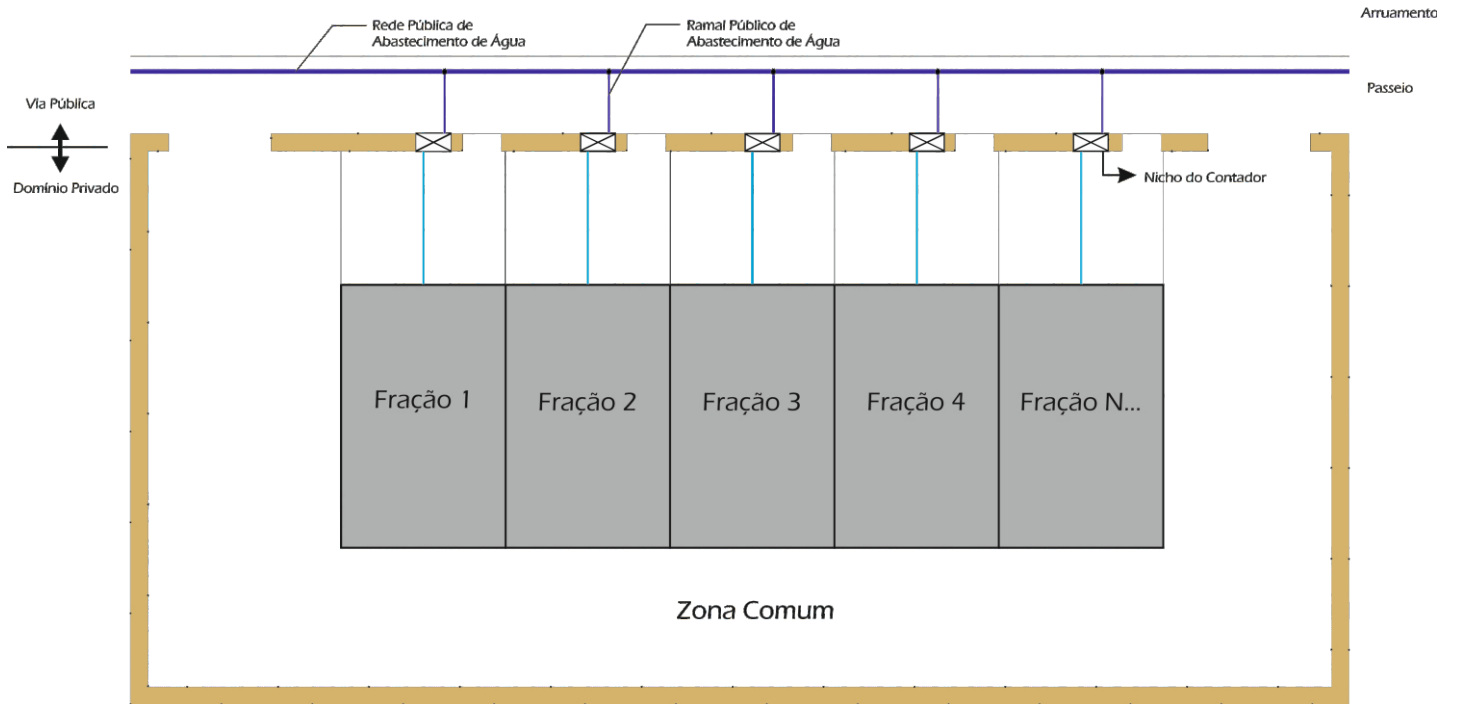 Arruamento
Rede Pública de
Abastecimento de Água
Ramal Público de
Abastecimento de Água
Passeio
Via Pública
Domínio Privado
Nicho do Contador
Fração 1
Fração 2
Fração 3
Fração 4
Fração N...
Zona Comum